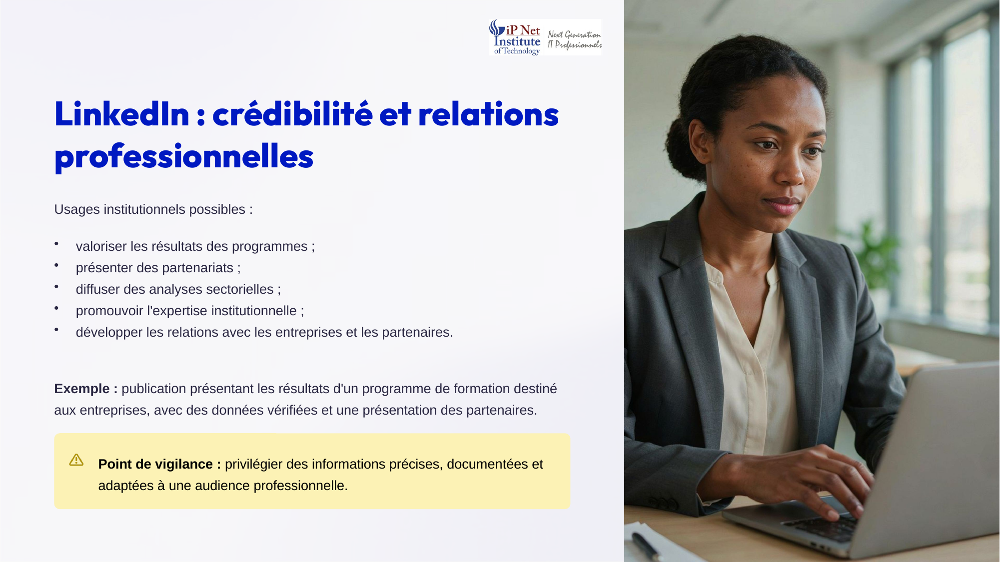 iP Net
Institute
of Technology
Next Generation
IT Professionnels
LinkedIn : crédibilité et relations
professionnelles
Usages institutionnels possibles :
• valoriser les résultats des programmes ;
• présenter des partenariats ;
• diffuser des analyses sectorielles ;
• promouvoir l'expertise institutionnelle ;
• développer les relations avec les entreprises et les partenaires.
Exemple : publication présentant les résultats d'un programme de formation destiné
aux entreprises, avec des données vérifiées et une présentation des partenaires.
Point de vigilance : privilégier des informations précises, documentées et
adaptées à une audience professionnelle.